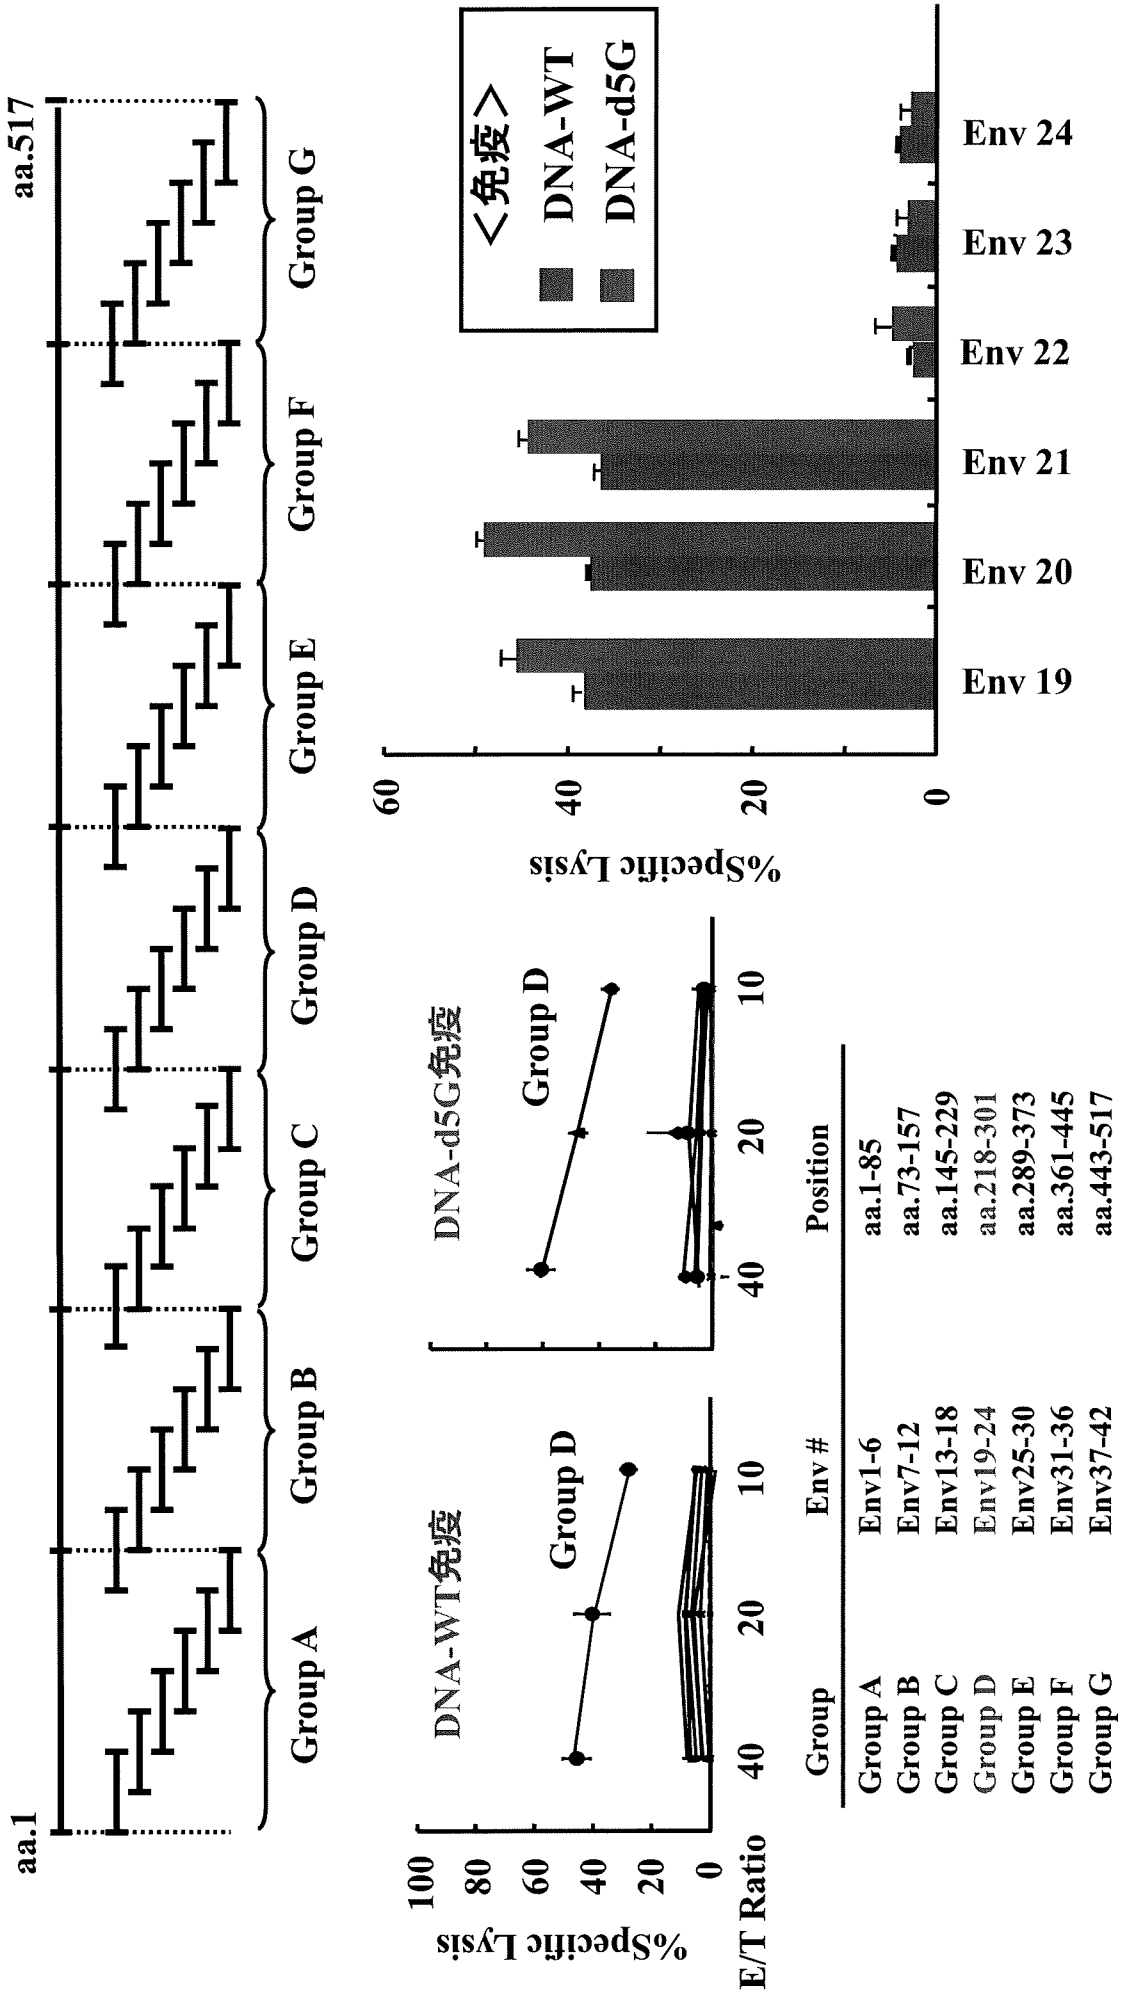 aa.1
aa.517
Group A
Group B
Group C
Group D
Group E
Group F
Group G
DNA-WT免疫
%Specific Lysis
100
80
60
40
20
0
Group D
E/T Ratio
40
20
10
DNA-d5G免疫
Group D
40
20
10
Group Env # Position
Group A Env1-6 aa.1-85
Group B Env7-12 aa.73-157
Group C Env13-18 aa.145-229
Group D Env19-24 aa.218-301
Group E Env25-30 aa.289-373
Group F Env31-36 aa.361-445
Group G Env37-42 aa.443-517
%Specific Lysis
60
40
20
0
<免疫>
DNA-WT
DNA-d5G
Env 19
Env 20
Env 21
Env 22
Env 23
Env 24